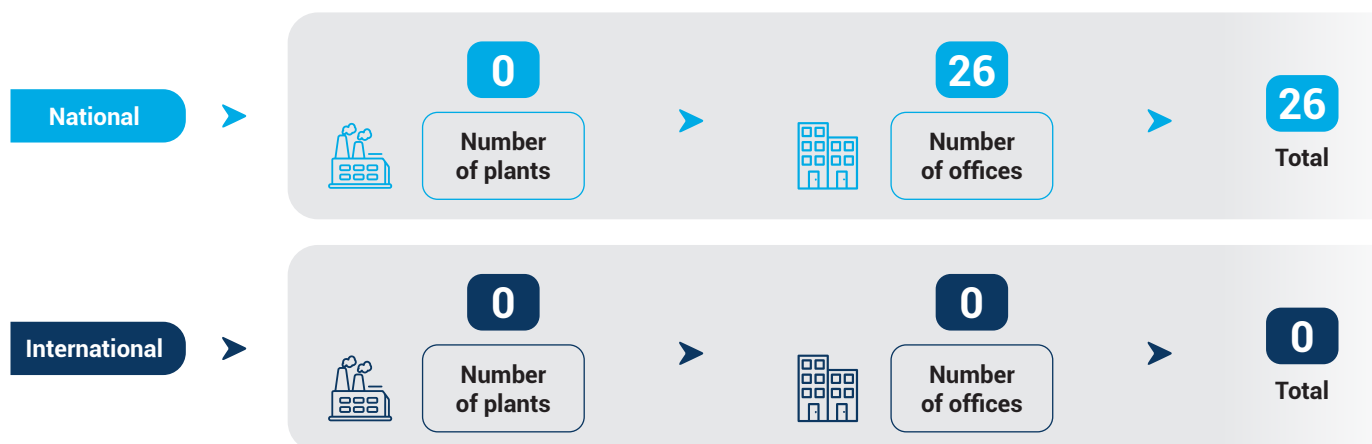 0
26
National
Number
of plants
Number
of offices
26
Total
0
0
International
Number
of plants
Number
of offices
0
Total